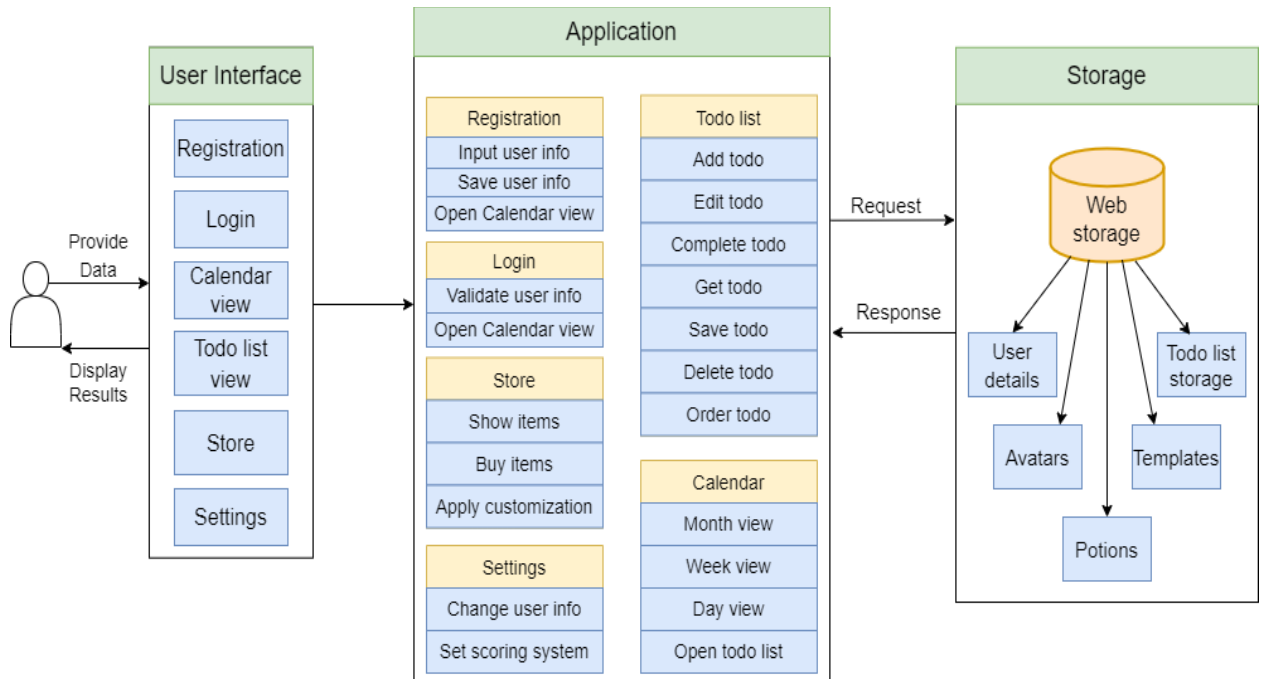 Provide
Data
Display
Results
User Interface
Registration
Login
Calendar
view
Todo list
view
Store
Settings
Application
Registration
Input user info
Save user info
Open Calendar view
Login
Validate user info
Open Calendar view
Store
Show items
Buy items
Apply customization
Settings
Change user info
Set scoring system
Todo list
Add todo
Edit todo
Complete todo
Get todo
Save todo
Delete todo
Order todo
Calendar
Month view
Week view
Day view
Open todo list
Request
Response
Storage
Web
storage
User
details
Todo list
storage
Avatars
Templates
Potions